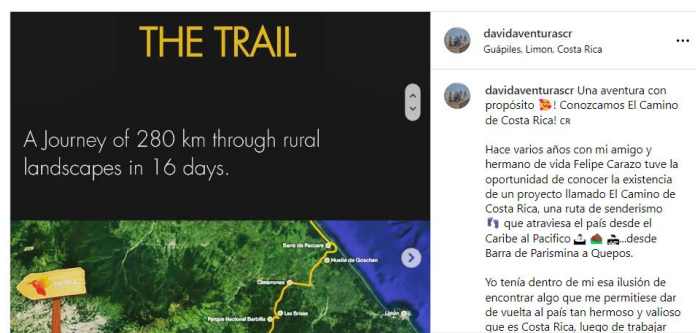 THE TRAIL
A Journey of 280 km through rural
landscapes in 16 days.
Barra de Pacuare
Muelle de Goschen
Cimarrones
Las Brisas
Parque Nacional Barbilla
Limón
davidaventurascr
Guápiles, Limon, Costa Rica
davidaventurascr Una aventura con
propósito 🥰! Conozcamos El Camino
de Costa Rica! CR
Hace varios años con mi amigo y
hermano de vida Felipe Carazo tuve la
oportunidad de conocer la existencia
de un proyecto llamado El Camino de
Costa Rica, una ruta de senderismo
👣 que atraviesa el país desde el
Caribe al Pacifico 🌅 🌋 🏞...desde
Barra de Parismina a Quepos.
Yo tenía dentro de mi esa ilusión de
encontrar algo que me permitiese dar
de vuelta al país tan hermoso y valioso
que es Costa Rica, luego de trabajar